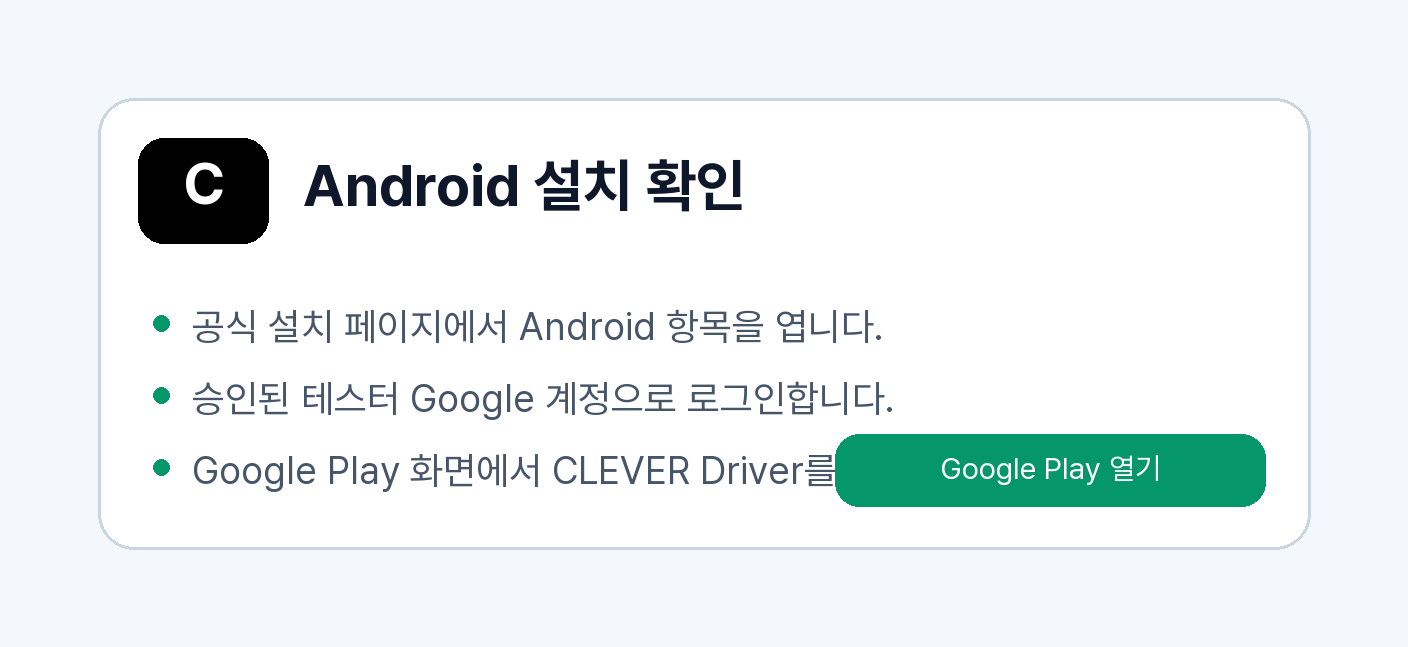 C
Android 설치 확인
공식 설치 페이지에서 Android 항목을 엽니다.
승인된 테스터 Google 계정으로 로그인합니다.
Google Play 화면에서 CLEVER Driver를
Google Play 열기